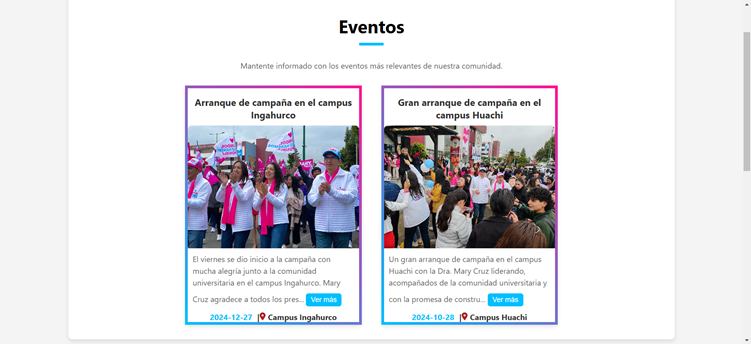 Eventos
Mantente informado con los eventos más relevantes de nuestra comunidad.
Arranque de campaña en el campus
Ingahurco
El viernes se dio inicio a la campaña con
mucha alegría junto a la comunidad
universitaria en el campus Ingahurco. Mary
Cruz agradece a todos los pres... Ver más
2024-12-27 | Campus Ingahurco
Gran arranque de campaña en el
campus Huachi
Un gran arranque de campaña en el campus
Huachi con la Dra. Mary Cruz liderando,
acompañados de la comunidad universitaria y
con la promesa de constru... Ver más
2024-10-28 | Campus Huachi